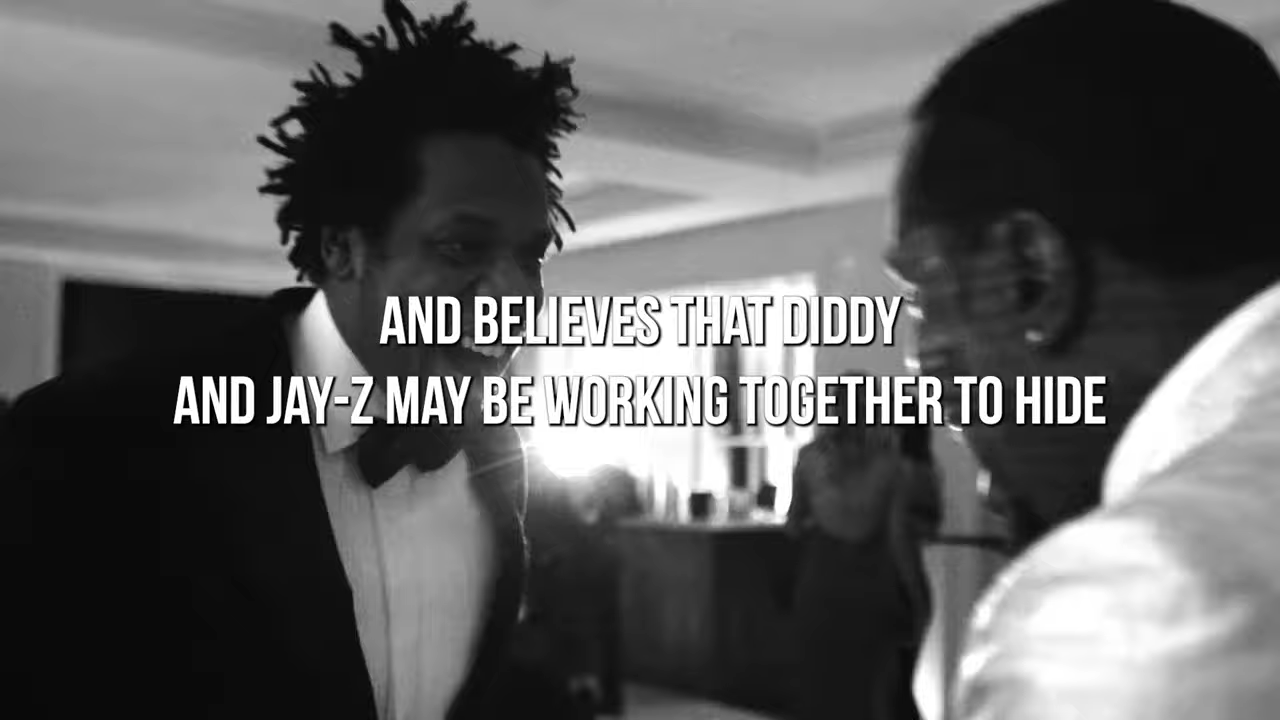 AND BELIEVES THAT DIDDY
AND JAY-Z MAY BE WORKING TOGETHER TO HIDE